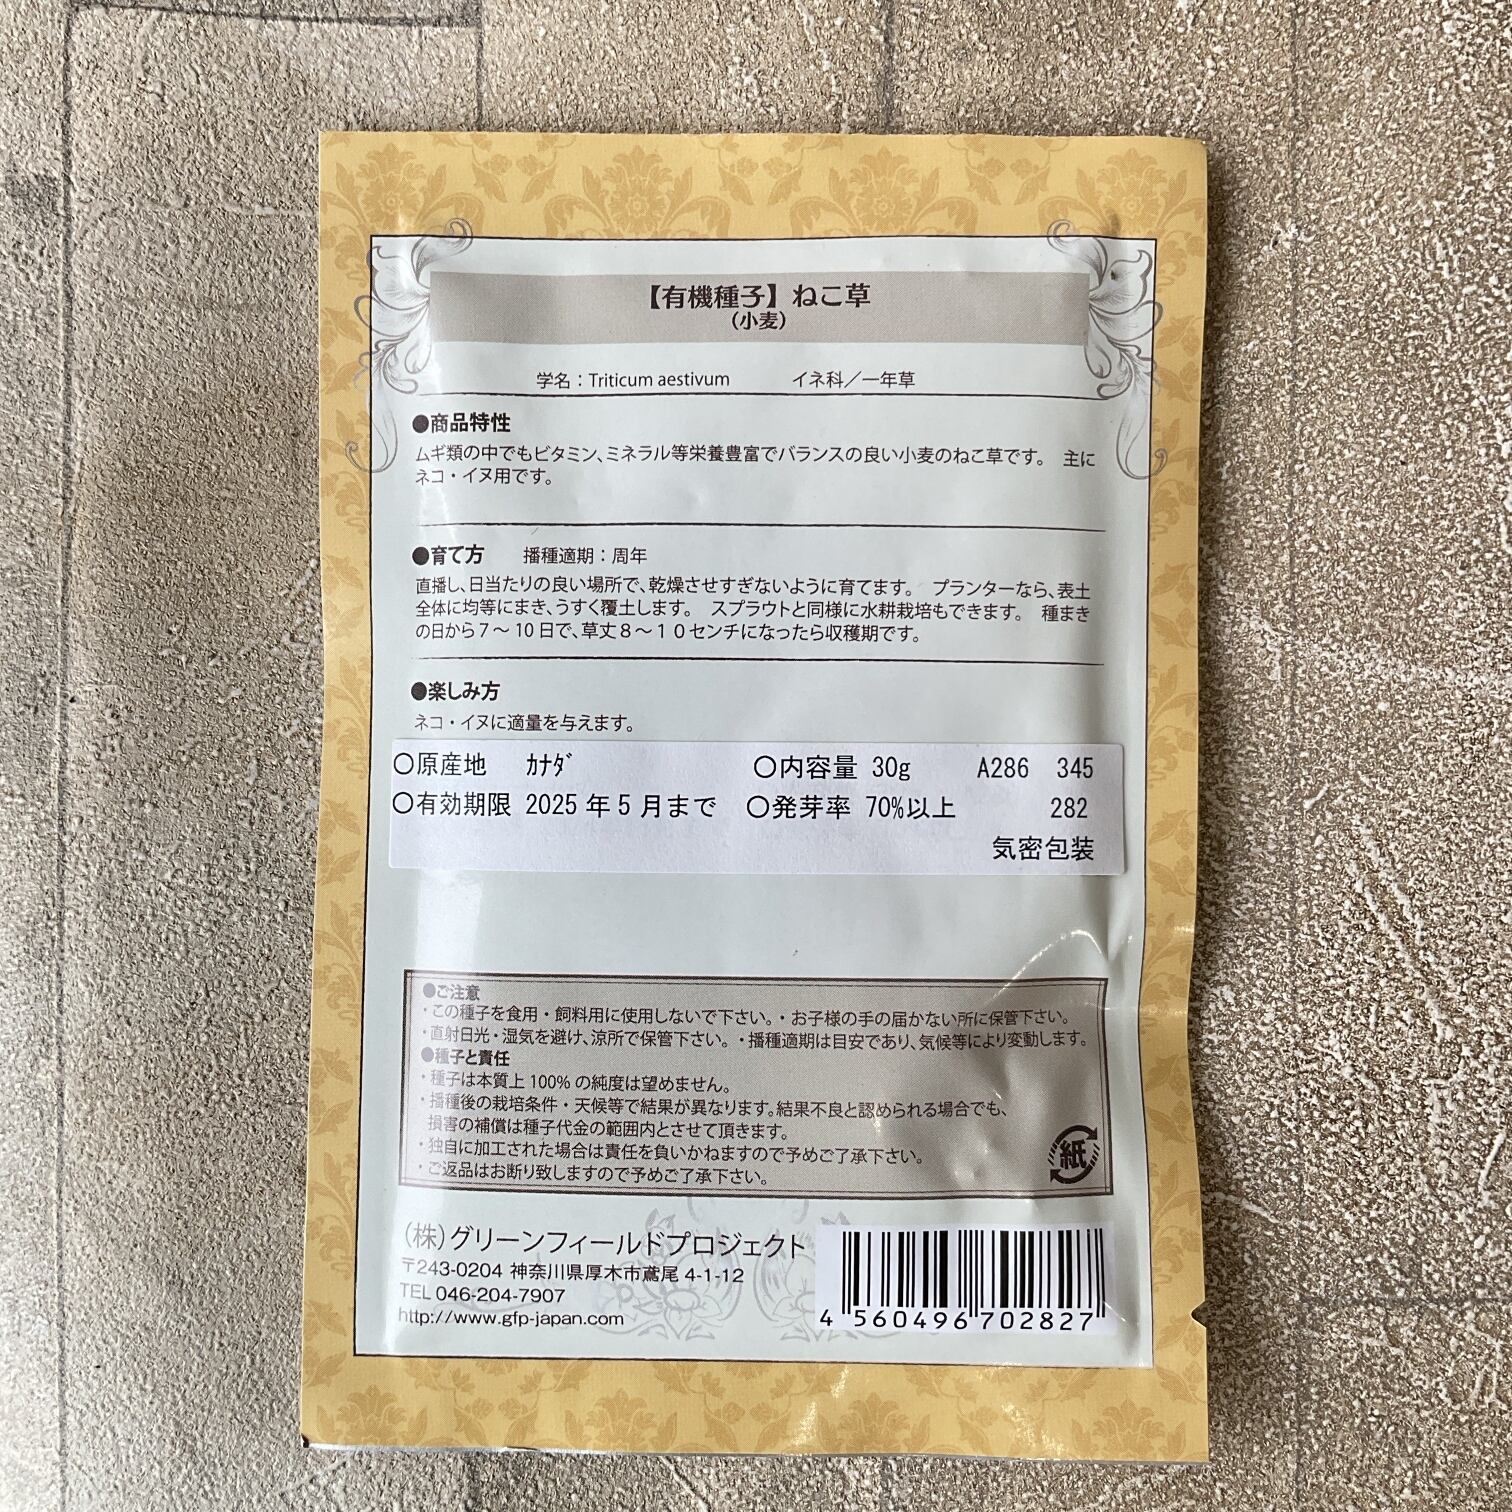 【有機種子】ねこ草
（小麦）
学名：Triticum aestivum　イネ科／一年草
●商品特性
ムギ類の中でもビタミン、ミネラル等栄養豊富でバランスの良い小麦のねこ草です。 主に
ネコ・イヌ用です。
●育て方　播種適期：周年
直播し、日当たりの良い場所で、乾燥させすぎないように育てます。 プランターなら、表土
全体に均等にまき、うすく覆土します。 スプラウトと同様に水耕栽培もできます。 種まき
の日から７〜10日で、草丈８〜１０センチになったら収穫期です。
●楽しみ方
ネコ・イヌに適量を与えます。
○原産地　ｶﾅﾀﾞ　○内容量 30g　A286 345
○有効期限 2025年5月まで ○発芽率 70%以上　282
気密包装
●ご注意
・この種子を食用・飼料用に使用しないで下さい。・お子様の手の届かない所に保管下さい。
・直射日光・湿気を避け、涼所で保管下さい。・播種適期は目安であり、気候等により変動します。
●種子と責任
・種子は本質上100%の純度は望めません。
・播種後の栽培条件・天候等で結果が異なります。結果不良と認められる場合でも、
損害の補償は種子代金の範囲内とさせて頂きます。
・独自に加工された場合は責任を負いかねますので予めご了承下さい。
・ご返品はお断り致しますので予めご了承下さい。
紙
（株）グリーンフィールドプロジェクト
〒243-0204 神奈川県厚木市鳶尾4-1-12
TEL 046-204-7907
http://www.gfp-japan.com
4 560496 702827